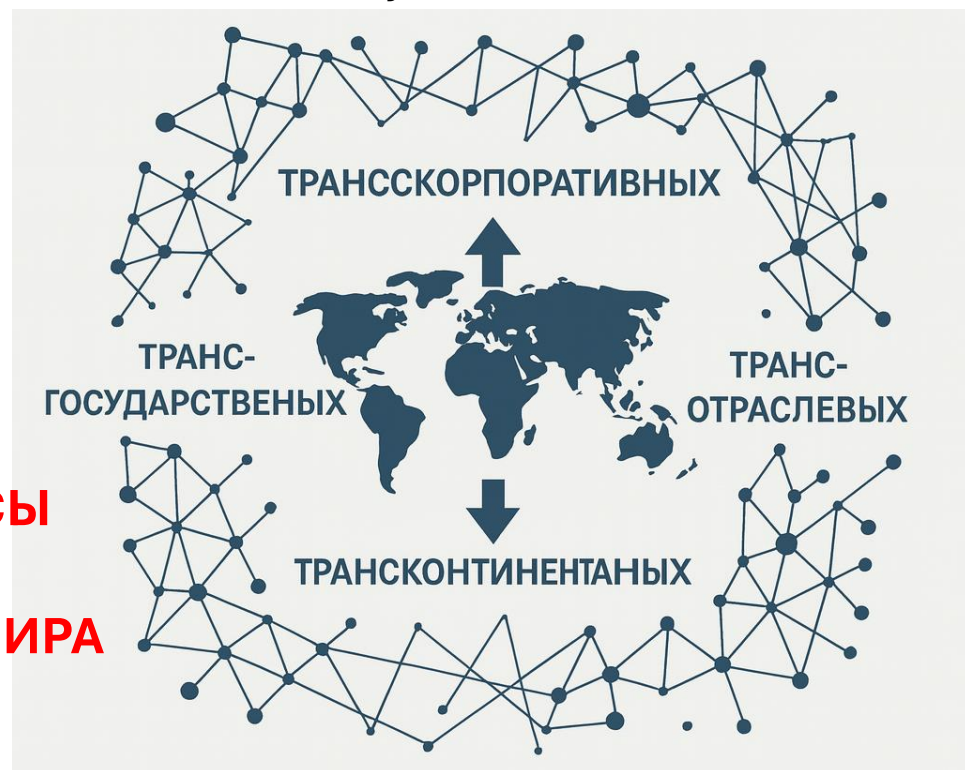 ТРАНССКОРПОРАТИВНЫХ
ТРАНС-
ГОСУДАРСТВЕНЫХ
ТРАНС-
ОТРАСЛЕВЫХ
СЫ
ТРАНСКОНТИНЕНТАНЫХ
ИРА